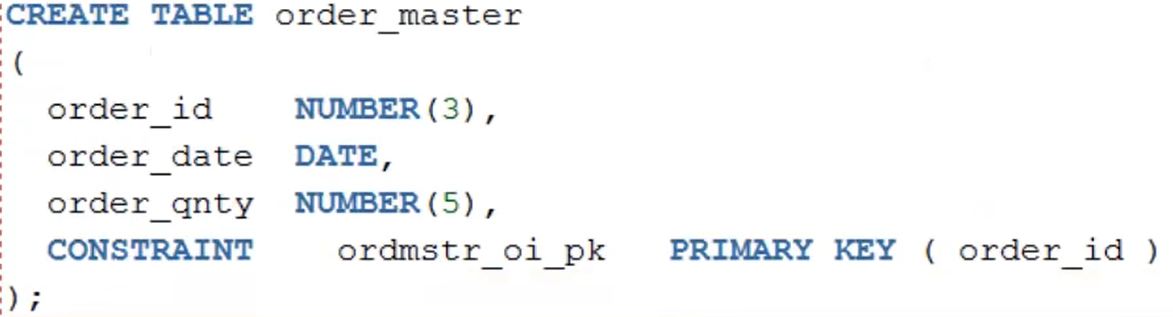 CREATE TABLE order_master
(
order_id NUMBER(3),
order_date DATE,
order_qnty NUMBER(5),
CONSTRAINT ordmstr_oi_pk PRIMARY KEY ( order_id )
);